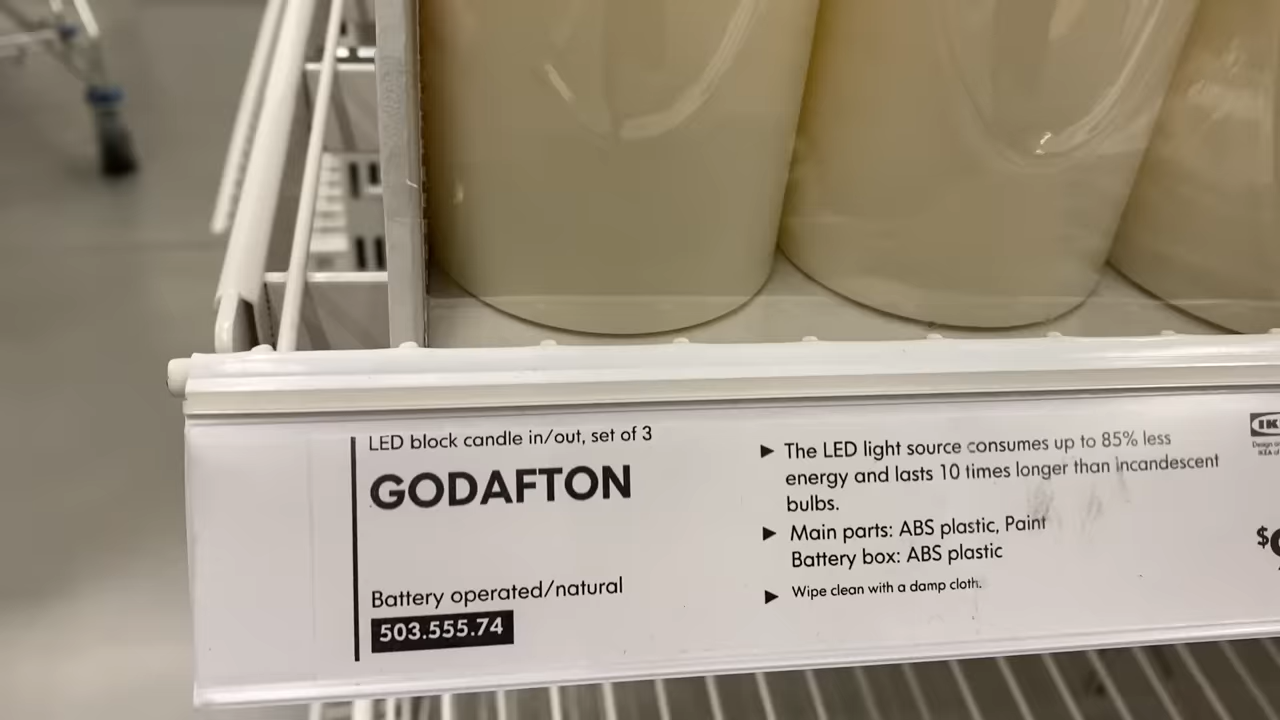 LED block candle in/out, set of 3
GODAFTON
Battery operated/natural
503.555.74
► The LED light source consumes up to 85% less
energy and lasts 10 times longer than incandescent
bulbs.
► Main parts: ABS plastic, Paint
Battery box: ABS plastic
► Wipe clean with a damp cloth.
IK
$